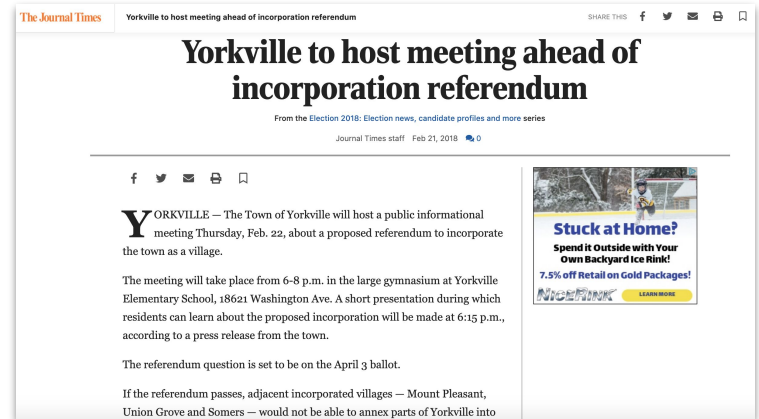 The Journal Times
Yorkville to host meeting ahead of incorporation referendum
SHARE THIS
Yorkville to host meeting ahead of
incorporation referendum
From the Election 2018: Election news, candidate profiles and more series
Journal Times staff Feb 21, 2018 0
YORKVILLE — The Town of Yorkville will host a public informational
meeting Thursday, Feb. 22, about a proposed referendum to incorporate
the town as a village.
The meeting will take place from 6-8 p.m. in the large gymnasium at Yorkville
Elementary School, 18621 Washington Ave. A short presentation during which
residents can learn about the proposed incorporation will be made at 6:15 p.m.,
according to a press release from the town.
The referendum question is set to be on the April 3 ballot.
If the referendum passes, adjacent incorporated villages — Mount Pleasant,
Union Grove and Somers — would not be able to annex parts of Yorkville into
Stuck at Home?
Spend it Outside with Your
Own Backyard Ice Rink!
7.5% off Retail on Gold Packages!
NICERINK
LEARN MORE